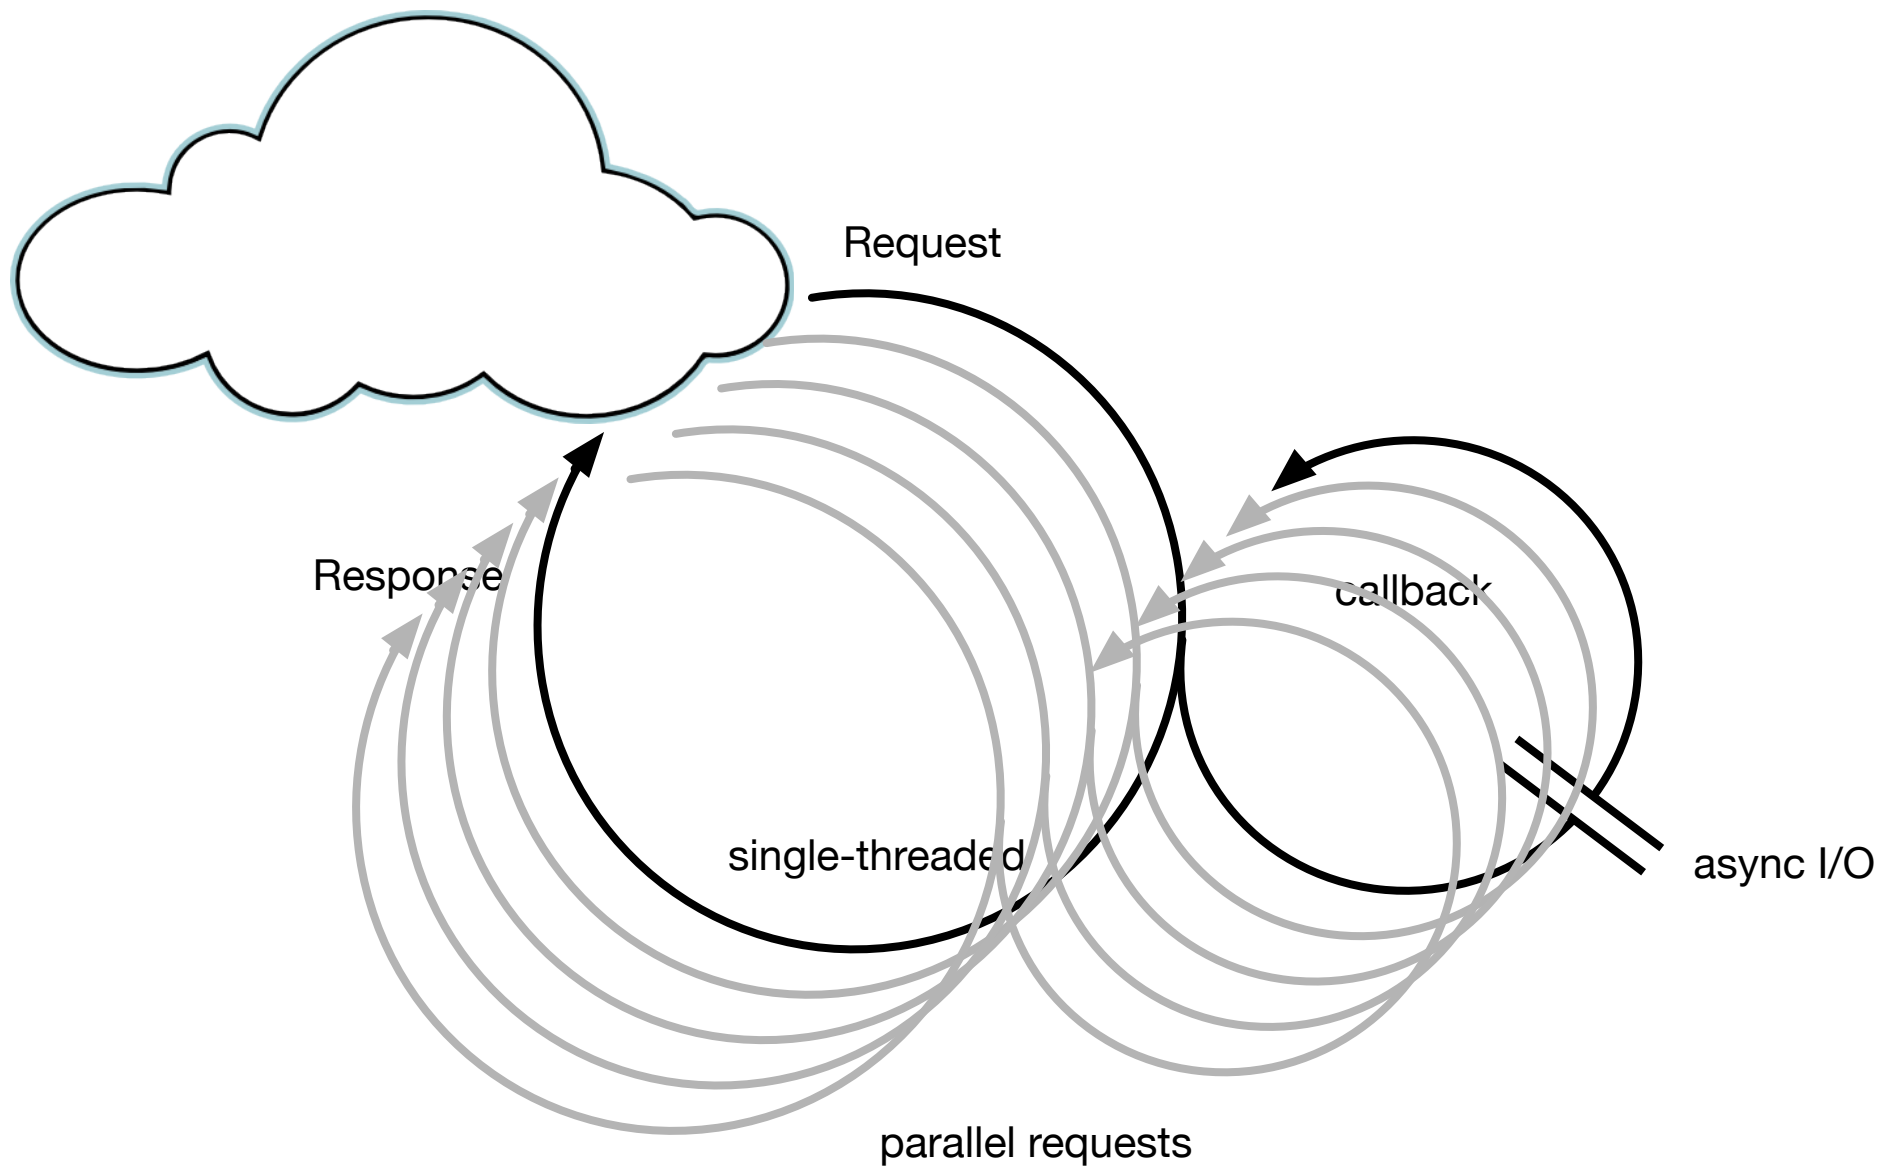 Request
Response
callback
single-threaded
async I/O
parallel requests